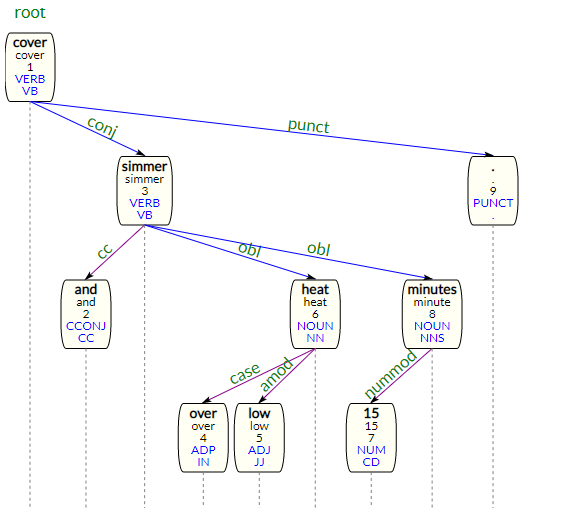 root
cover
cover
1
VERB
VB
conj
punct
simmer
simmer
3
VERB
VB
.
.
9
PUNCT
.
cc
obl
obl
and
and
2
CCONJ
CC
heat
heat
6
NOUN
NN
minutes
minute
8
NOUN
NNS
case
amod
nummod
over
over
4
ADP
IN
low
low
5
ADJ
JJ
15
15
7
NUM
CD